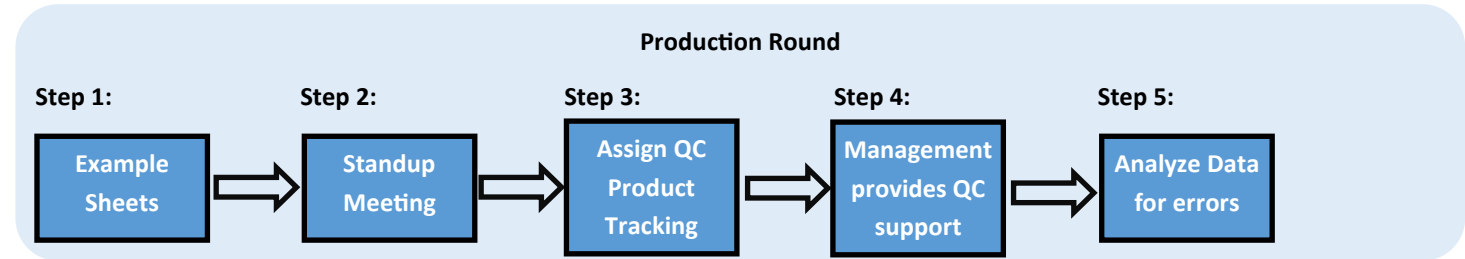 Production Round
Step 1:
Example
Sheets
Step 2:
Standup
Meeting
Step 3:
Assign QC
Product
Tracking
Step 4:
Management
provides QC
support
Step 5:
Analyze Data
for errors